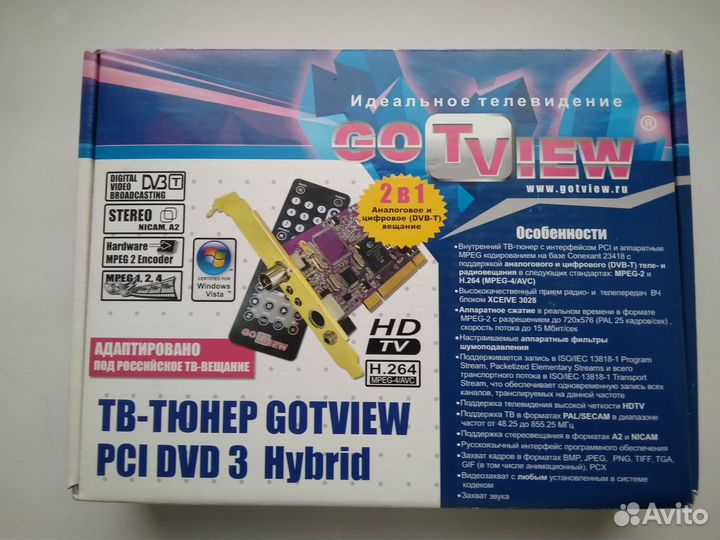 Идеальное телевидение
GOTVIEW®
www.gotview.ru
DIGITAL
VIDEO
BROADCASTING
DVB T
STEREO
NICAM, A2
Hardware
MPEG 2 Encoder
MPEG 1, 2, 4
CERTIFIED FOR
Windows
Vista™
2 в 1
Аналоговое и
цифровое (DVB-T)
вещание
GOTVIEW
HD
TV
H.264
MPEG-4/AVC
АДАПТИРОВАНО
ПОД РОССИЙСКОЕ ТВ-ВЕЩАНИЕ
ТВ-ТЮНЕР GOTVIEW
PCI DVD 3 Hybrid
Особенности
•Внутренний ТВ-тюнер с интерфейсом PCI и аппаратным
MPEG кодированием на базе Conexant 23418 с
поддержкой аналогового и цифрового (DVB-T) теле- и
радиовещания в следующих стандартах: MPEG-2 и
H.264 (MPEG-4/AVC)
•Высококачественный прием радио- и телепередач ВЧ
блоком XCEIVE 3028
•Аппаратное сжатие в реальном времени в формате
MPEG-2 с разрешением до 720x576 (PAL 25 кадров/сек) ,
скорость потока до 15 Мбит/сек
•Настраиваемые аппаратные фильтры
шумоподавления
•Поддерживается запись в ISO/IEC 13818-1 Program
Stream, Packetized Elementary Streams и всего
транспортного потока в ISO/IEC 13818-1 Transport
Stream, что обеспечивает одновременную запись всех
каналов, транслируемых на данной частоте
•Поддержка телевидения высокой четкости HDTV
•Поддержка ТВ в форматах PAL/SECAM в диапазоне
частот от 48.25 до 855.25 МГц
•Поддержка стереовещания в форматах A2 и NICAM
•Русскоязычный интерфейс программного обеспечения
•Захват кадров в форматах BMP, JPEG, PNG, TIFF, TGA,
GIF (в том числе анимационный), PCX
•Видеозахват с любым установленным в системе
кодеком
•Захват звука
Avito